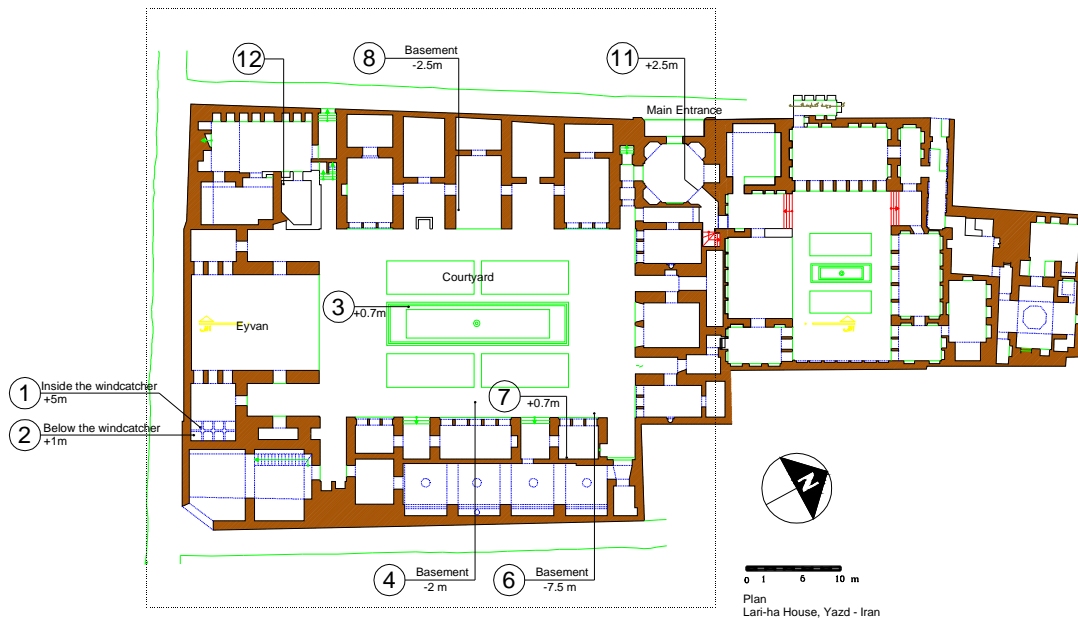 12
8
Basement
-2.5m
11
+2.5m
Main Entrance
Courtyard
3
+0.7m
Eyvan
1
Inside the windcatcher
+5m
2
Below the windcatcher
+1m
7
+0.7m
N
4
Basement
-2 m
6
Basement
-7.5 m
0 1 6 10 m
Plan
Lari-ha House, Yazd - Iran